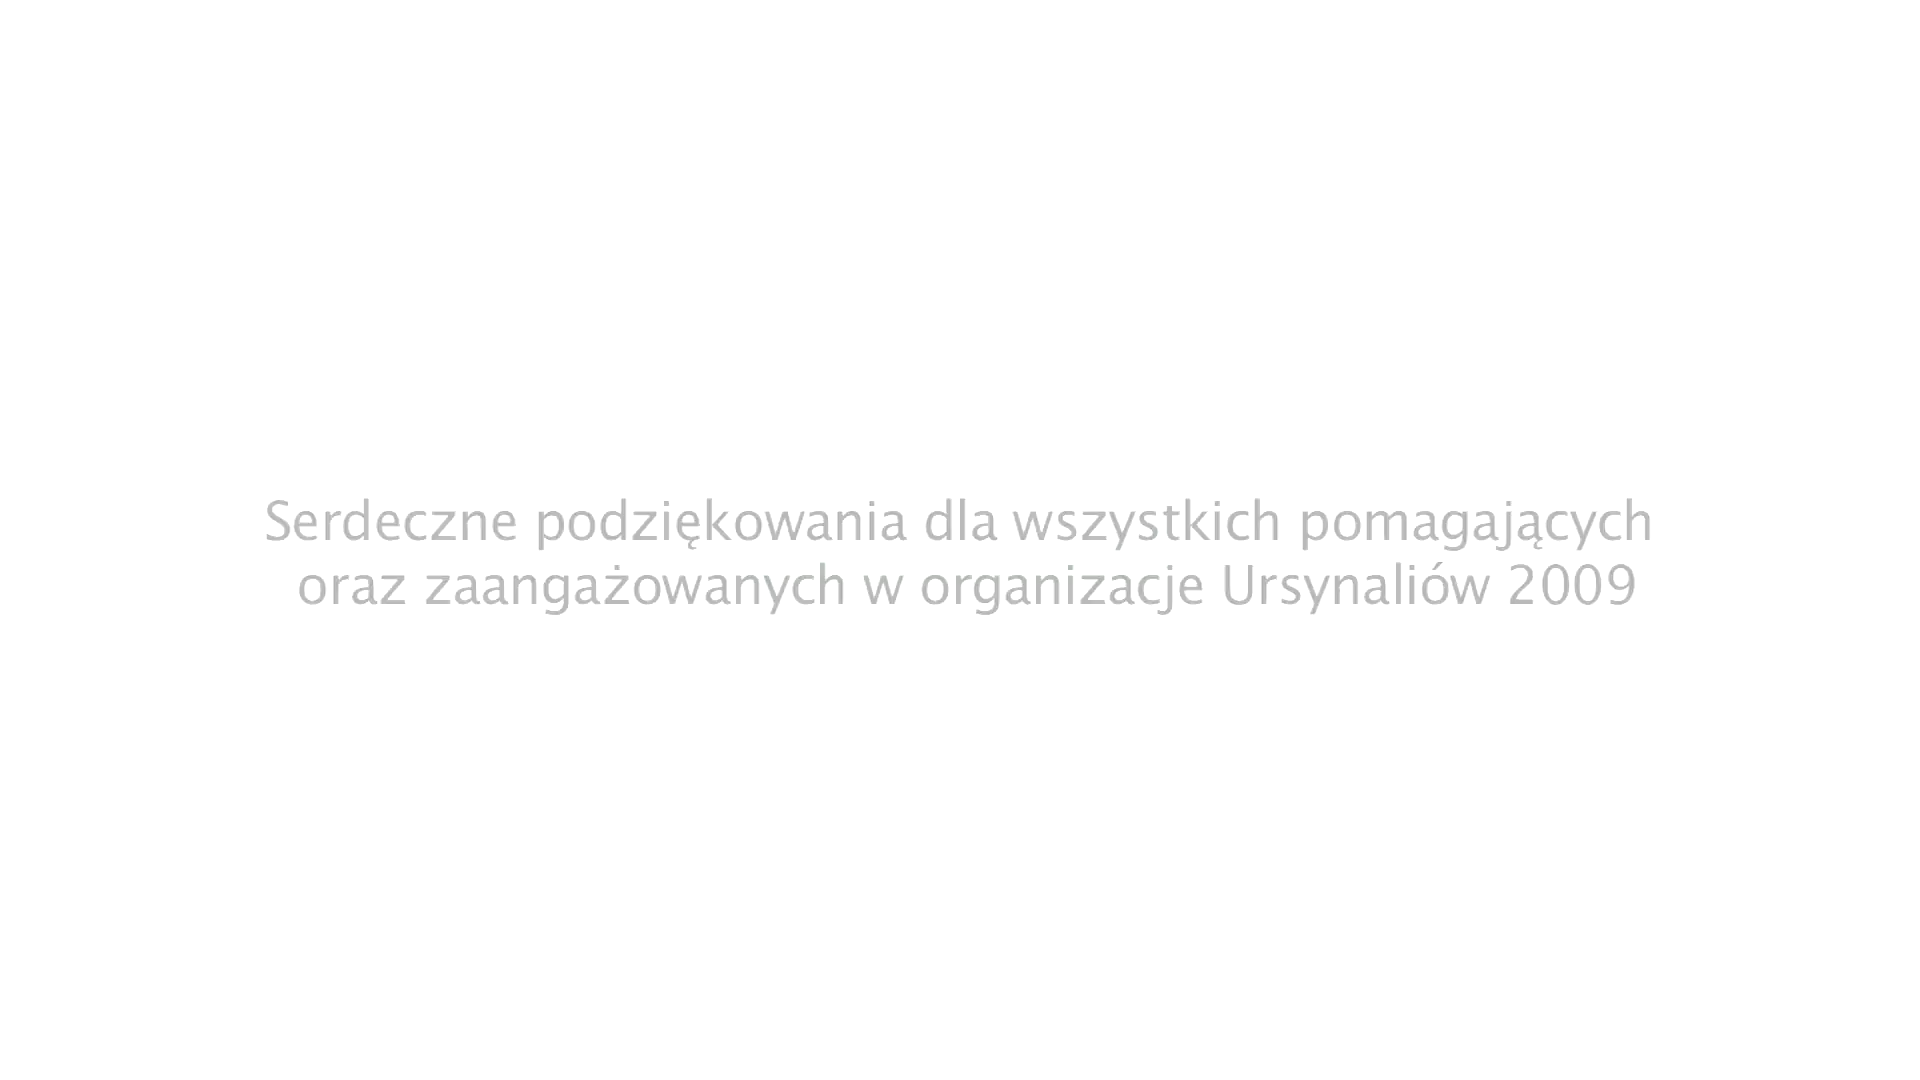 Serdeczne podziękowania dla wszystkich pomagających
oraz zaangażowanych w organizacje Ursynaliów 2009